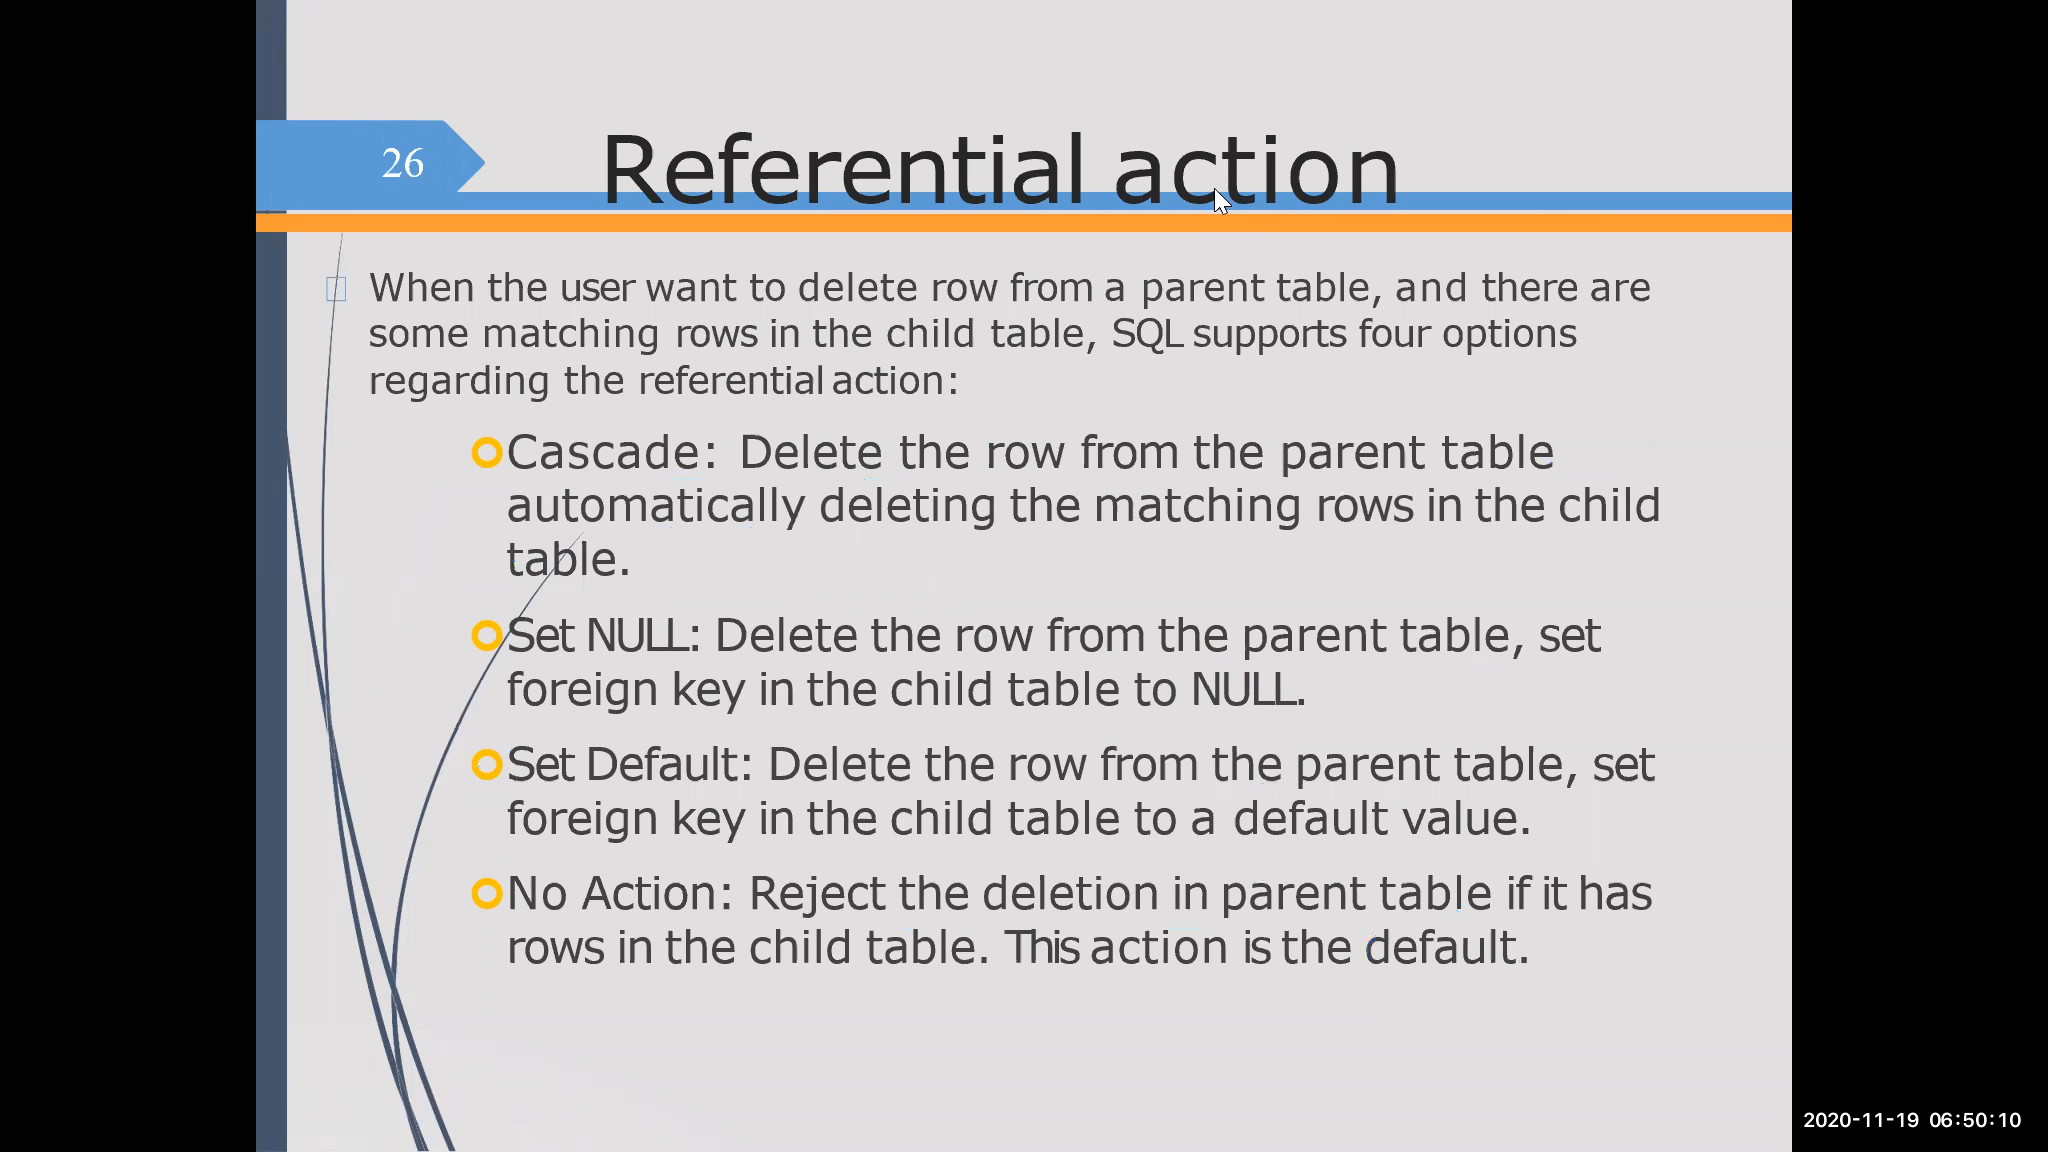 26
Referential action
When the user want to delete row from a parent table, and there are
some matching rows in the child table, SQL supports four options
regarding the referential action:
Cascade: Delete the row from the parent table
automatically deleting the matching rows in the child
table.
Set NULL: Delete the row from the parent table, set
foreign key in the child table to NULL.
Set Default: Delete the row from the parent table, set
foreign key in the child table to a default value.
No Action: Reject the deletion in parent table if it has
rows in the child table. This action is the default.
2020-11-19 06:50:10